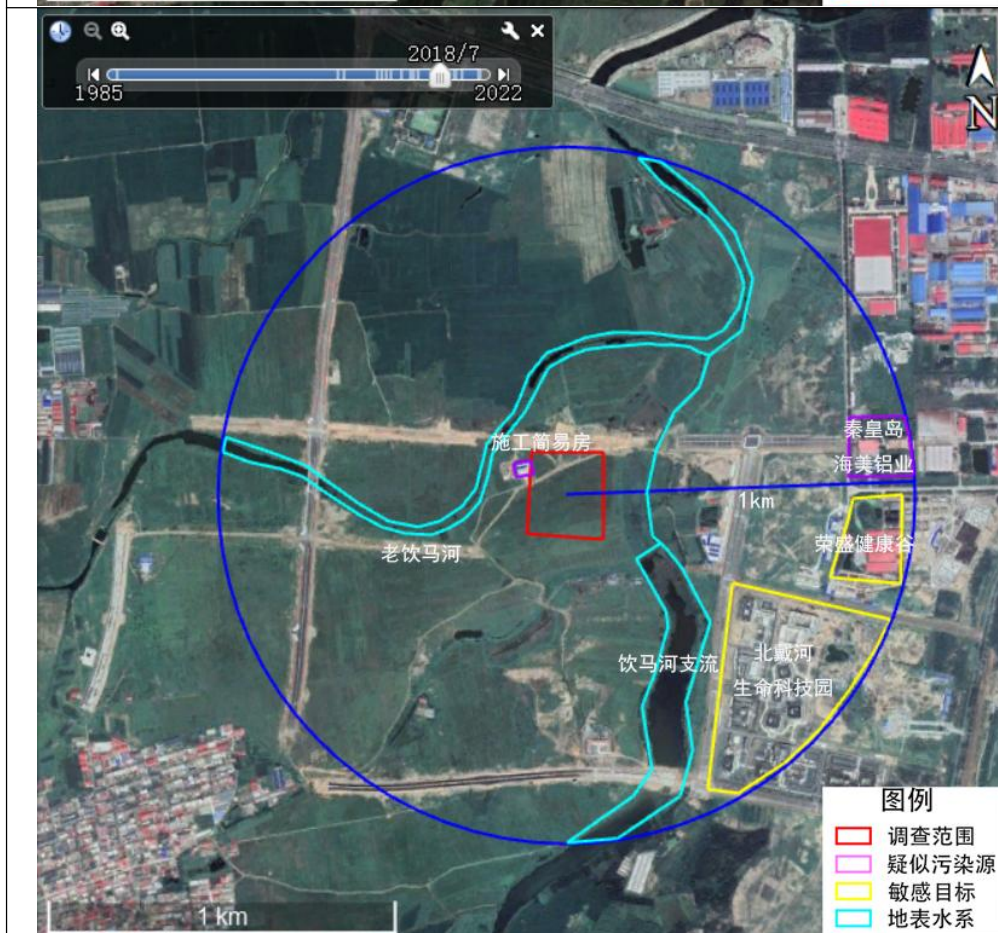 2018/7
1985
2022
N
施工简易房
秦皇岛
海美铝业
1km
荣盛健康谷
老饮马河
饮马河支流
北戴河
生命科技园
图例
调查范围
疑似污染源
敏感目标
地表水系
1 km